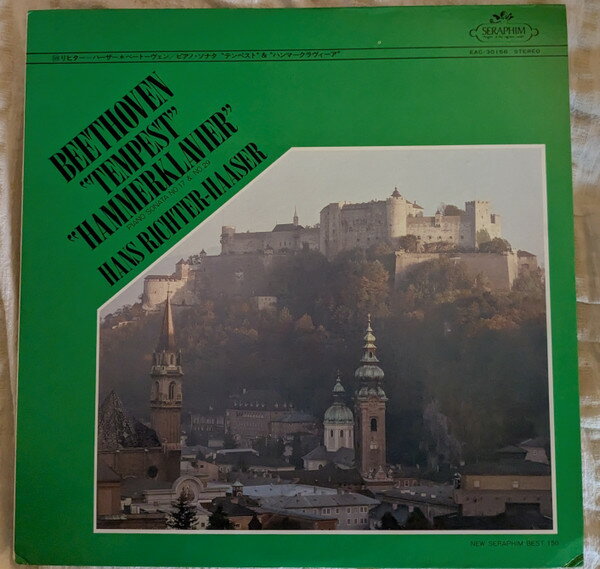 SERAPHIM
EAC-30156 STEREO
リヒター＝ハーザー＊ベートーヴェン／ピアノ・ソナタ “テンペスト”&“ハンマークラヴィーア”
BEETHOVEN
“TEMPEST”
“HAMMERKLAVIER”
PIANO SONATA NO.17 & NO.29
HANS RICHTER-HAASER
NEW SERAPHIM BEST 150